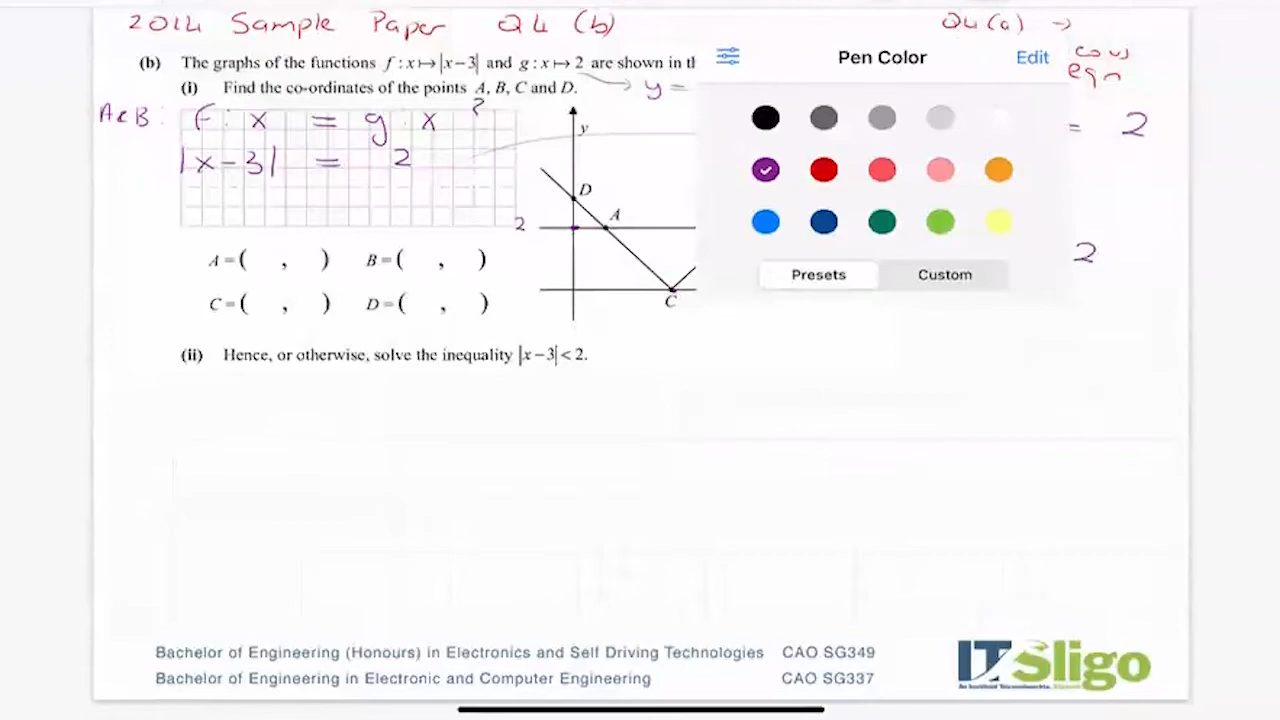 2014 Sample Paper Q4 (b)
Q4 (a) →
cous
eqn
(b) The graphs of the functions f : x ↦ |x−3| and g : x ↦ 2 are shown in th
(i) Find the co-ordinates of the points A, B, C and D.
→ y =
= 2
2
A & B : f : x = g : x ?
|x − 3| = 2
y
D
A
2
C
A = ( , ) B = ( , )
C = ( , ) D = ( , )
(ii) Hence, or otherwise, solve the inequality |x − 3| < 2.
Pen Color
Edit
Presets
Custom
Bachelor of Engineering (Honours) in Electronics and Self Driving Technologies CAO SG349
Bachelor of Engineering in Electronic and Computer Engineering CAO SG337
IT Sligo